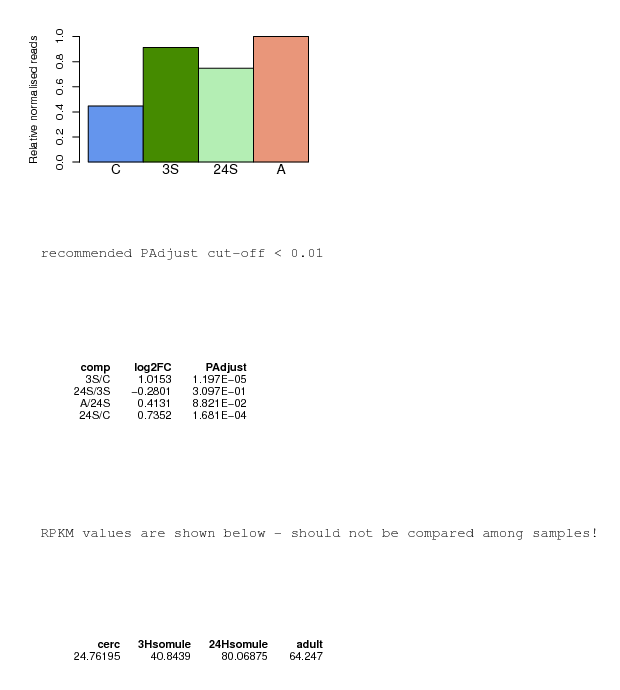 Relative normalised reads
1.0
0.8
0.6
0.4
0.2
0.0
C 3S 24S A
recommended PAdjust cut-off < 0.01
comp log2FC PAdjust
3S/C 1.0153 1.197E-05
24S/3S -0.2801 3.097E-01
A/24S 0.4131 8.821E-02
24S/C 0.7352 1.681E-04
RPKM values are shown below - should not be compared among samples!
cerc 3Hsomule 24Hsomule adult
24.76195 40.8439 80.06875 64.247